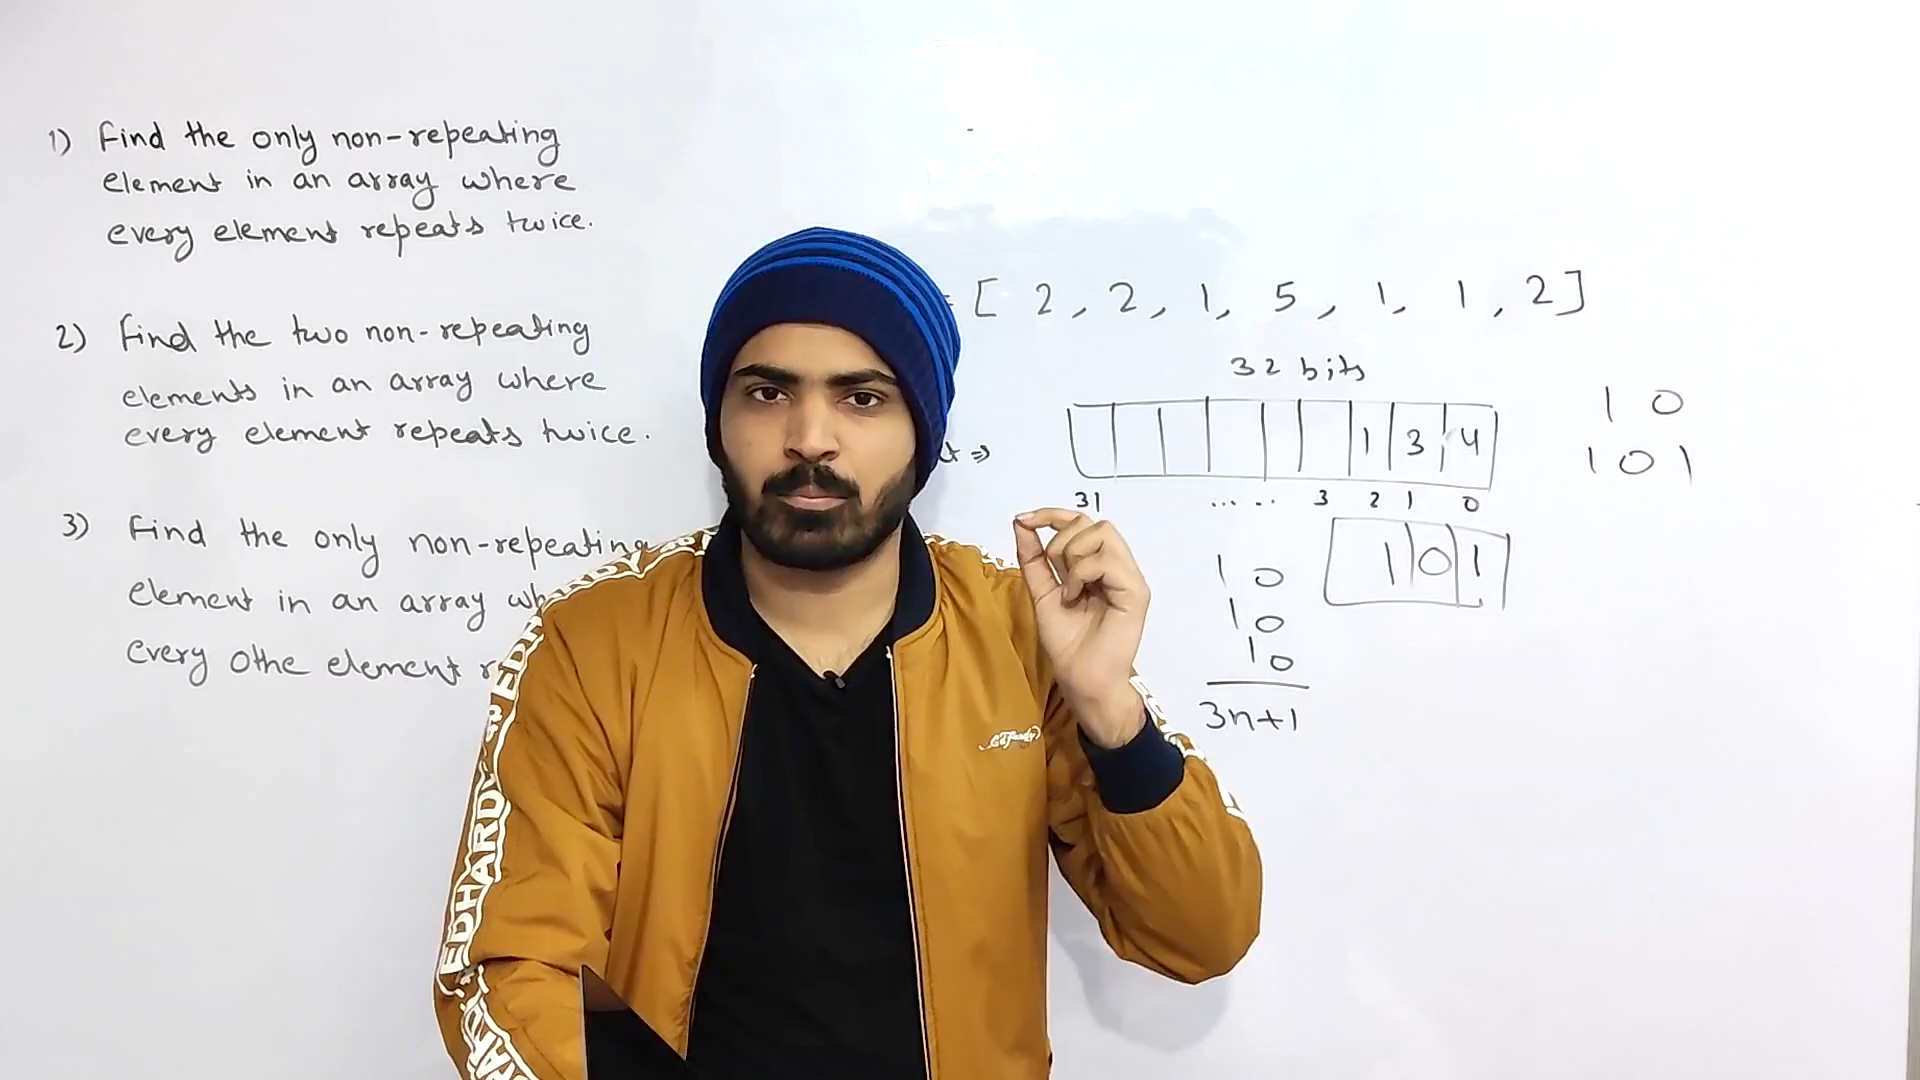 1) Find the only non-repeating
element in an array where
every element repeats twice.
2) Find the two non-repeating
elements in an array where
every element repeats twice.
3) Find the only non-repeating
element in an array
every othe element
= [ 2, 2, 1, 5, 1, 1, 2 ]
32 bits
⇒ 1 3 4
31 ..... 3 2 1 0
1 0
1 0 1
1 0 1
1 0
1 0
1 0
3n+1
EDHARDY